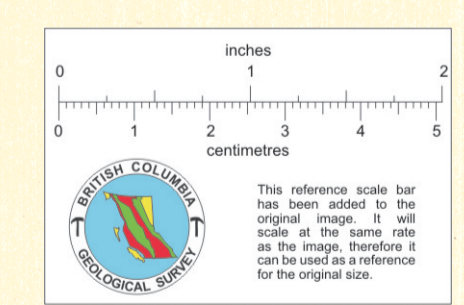 inches
0 1 2
0 1 2 3 4 5
centimetres
BRITISH COLUMBIA
GEOLOGICAL SURVEY
This reference scale bar
has been added to the
original image. It will
scale at the same rate
as the image, therefore it
can be used as a reference
for the original size.